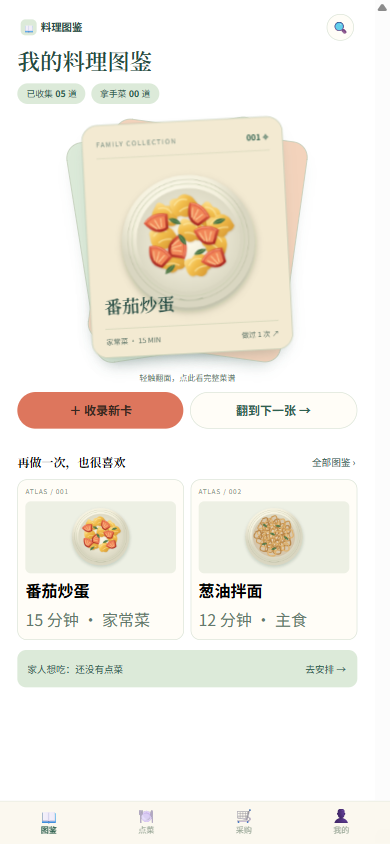 料理图鉴
我的料理图鉴
已收集 05 道
拿手菜 00 道
FAMILY COLLECTION
001 ✦
番茄炒蛋
家常菜 · 15 MIN
做过 1 次 ↗
轻触翻面，点此看完整菜谱
＋ 收录新卡
翻到下一张 →
再做一次，也很喜欢
全部图鉴 ›
ATLAS / 001
番茄炒蛋
15 分钟 · 家常菜
ATLAS / 002
葱油拌面
12 分钟 · 主食
家人想吃：还没有点菜
去安排 →
图鉴
点菜
采购
我的